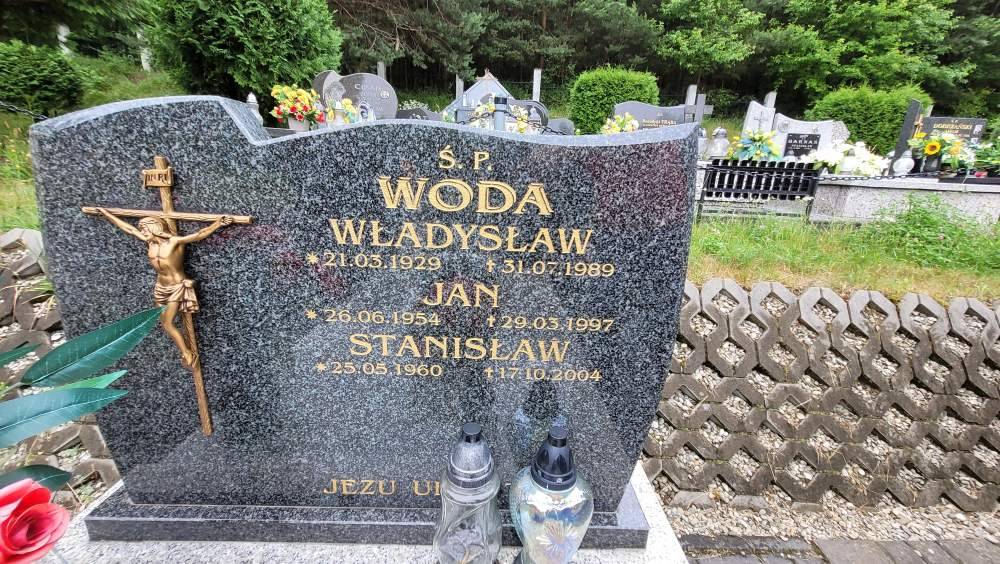 INRI
Ś. P.
WODA
WŁADYSŁAW
*21.03.1929 †31.07.1989
JAN
*26.06.1954 †29.03.1997
STANISŁAW
*25.05.1960 †17.10.2004
JEZU